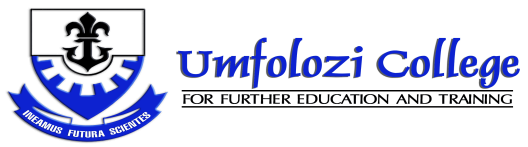 Umfolozi College
FOR FURTHER EDUCATION AND TRAINING
INEAMUS FUTURA SCIENTES